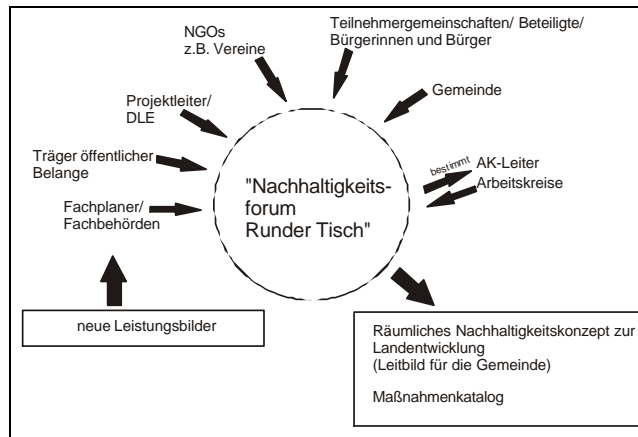 NGOs
z.B. Vereine
Teilnehmergemeinschaften/ Beteiligte/
Bürgerinnen und Bürger
Gemeinde
Projektleiter/
DLE
Träger öffentlicher
Belange
Fachplaner/
Fachbehörden
"Nachhaltigkeits-
forum
Runder Tisch"
bestimmt
AK-Leiter
Arbeitskreise
neue Leistungsbilder
Räumliches Nachhaltigkeitskonzept zur
Landentwicklung
(Leitbild für die Gemeinde)
Maßnahmenkatalog